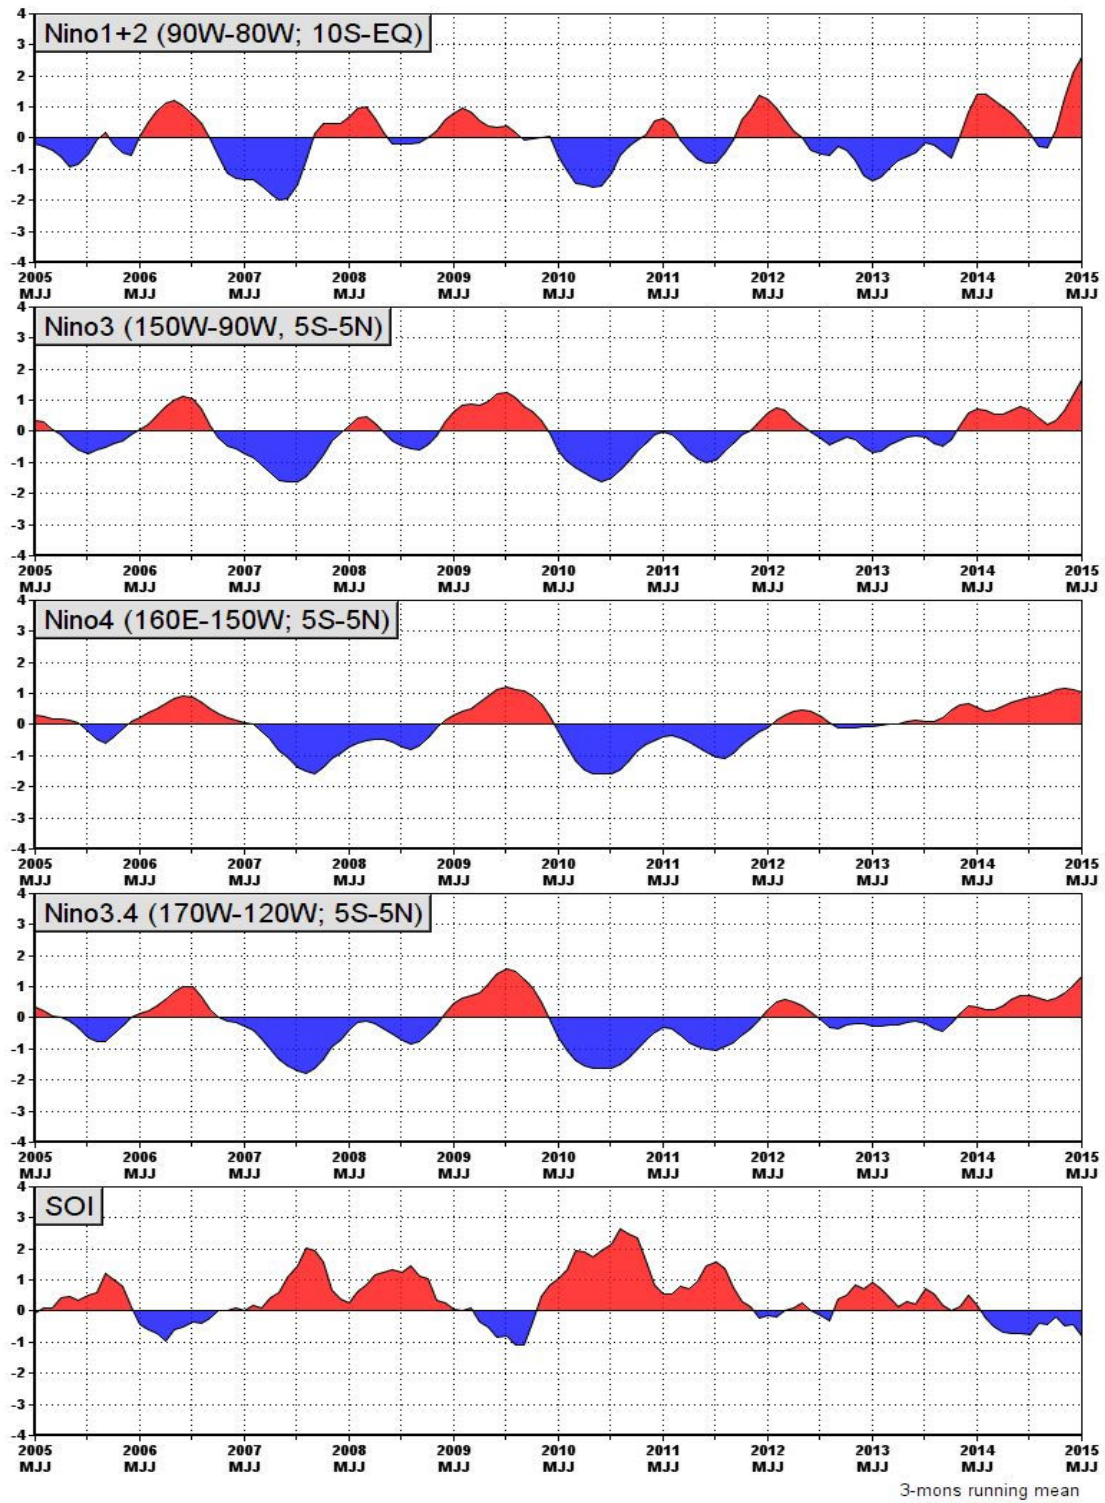 Nino1+2 (90W-80W; 10S-EQ)
4
3
2
1
0
-1
-2
-3
-4
2005 2006 2007 2008 2009 2010 2011 2012 2013 2014 2015
MJJ MJJ MJJ MJJ MJJ MJJ MJJ MJJ MJJ MJJ MJJ
Nino3 (150W-90W, 5S-5N)
4
3
2
1
0
-1
-2
-3
-4
2005 2006 2007 2008 2009 2010 2011 2012 2013 2014 2015
MJJ MJJ MJJ MJJ MJJ MJJ MJJ MJJ MJJ MJJ MJJ
Nino4 (160E-150W; 5S-5N)
4
3
2
1
0
-1
-2
-3
-4
2005 2006 2007 2008 2009 2010 2011 2012 2013 2014 2015
MJJ MJJ MJJ MJJ MJJ MJJ MJJ MJJ MJJ MJJ MJJ
Nino3.4 (170W-120W; 5S-5N)
4
3
2
1
0
-1
-2
-3
-4
2005 2006 2007 2008 2009 2010 2011 2012 2013 2014 2015
MJJ MJJ MJJ MJJ MJJ MJJ MJJ MJJ MJJ MJJ MJJ
SOI
4
3
2
1
0
-1
-2
-3
-4
2005 2006 2007 2008 2009 2010 2011 2012 2013 2014 2015
MJJ MJJ MJJ MJJ MJJ MJJ MJJ MJJ MJJ MJJ MJJ
3-mons running mean